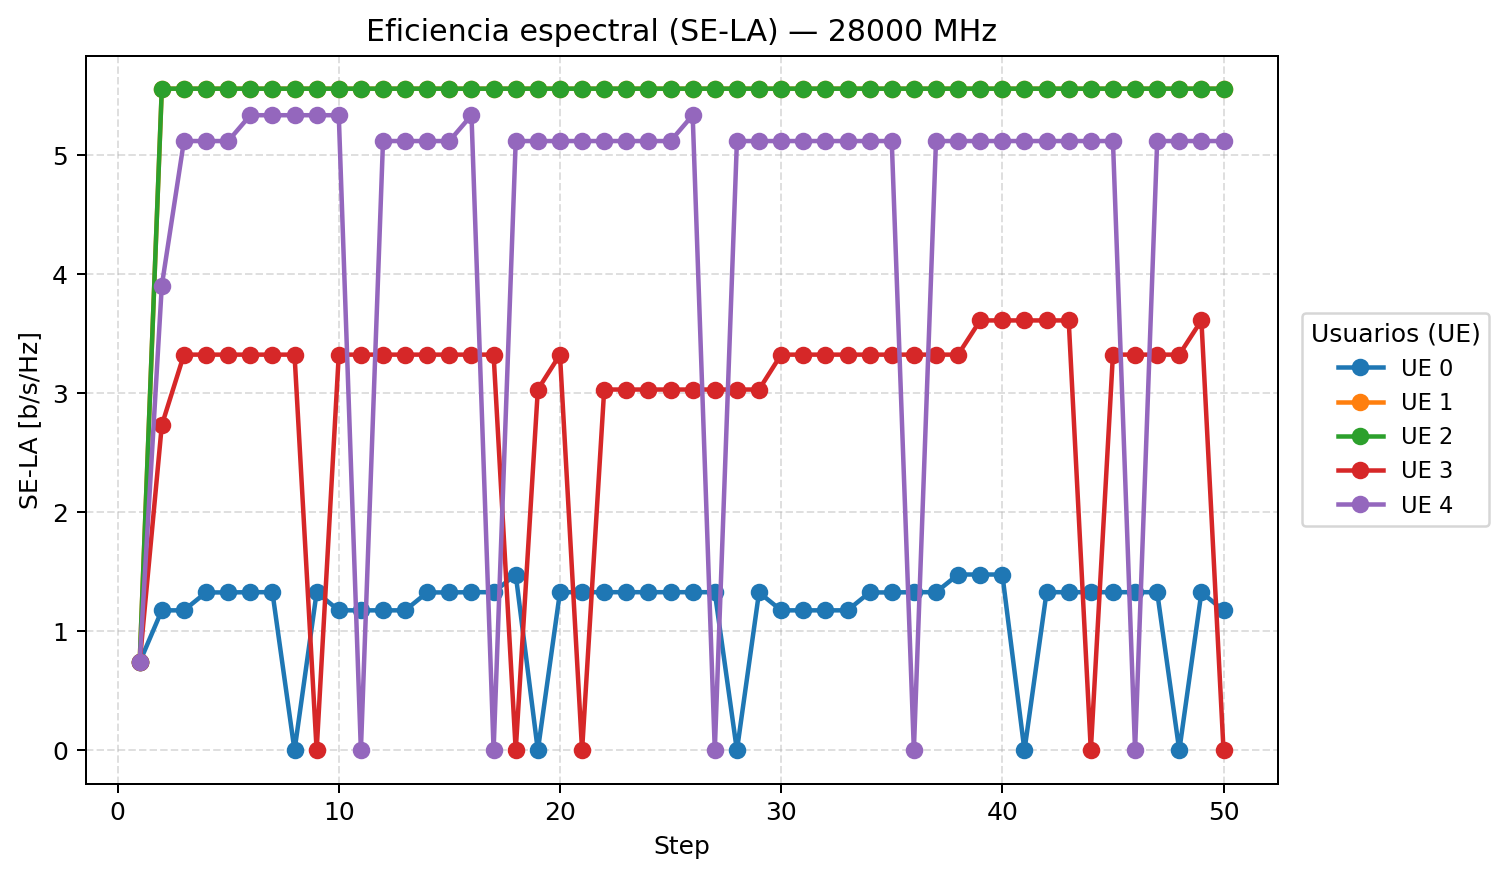 Eficiencia espectral (SE-LA) — 28000 MHz
SE-LA [b/s/Hz]
5
4
3
2
1
0
0 10 20 30 40 50
Step
Usuarios (UE)
UE 0
UE 1
UE 2
UE 3
UE 4